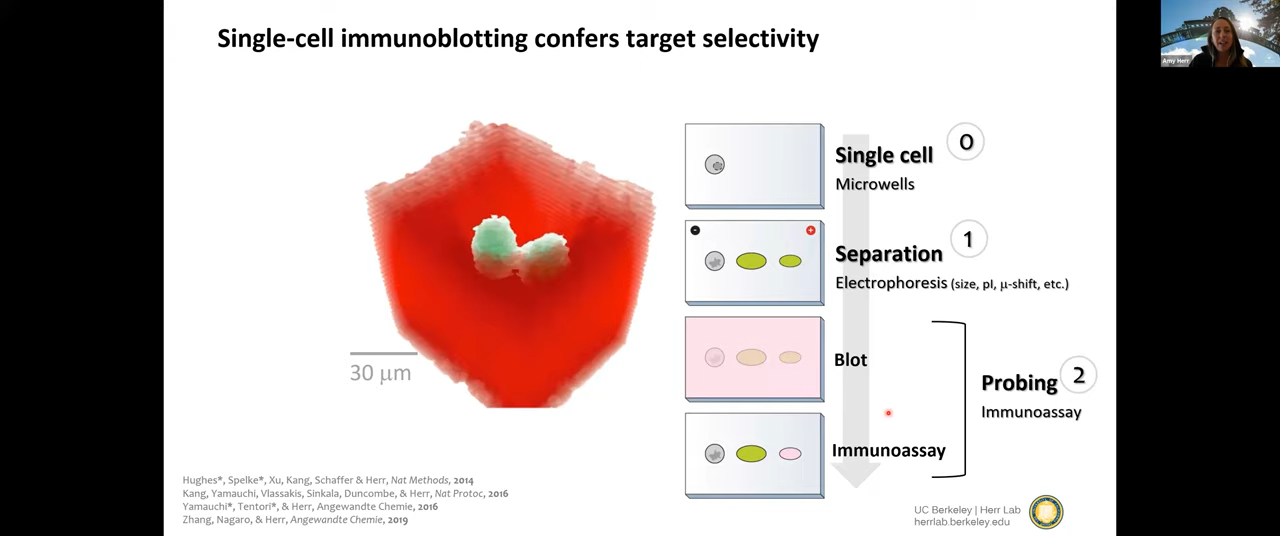 Single-cell immunoblotting confers target selectivity
Amy Herr
Single cell 0
Microwells
- +
Separation 1
Electrophoresis (size, pI, μ-shift, etc.)
Blot
Probing 2
Immunoassay
Immunoassay
30 μm
Hughes*, Spelke*, Xu, Kang, Schaffer & Herr, Nat Methods, 2014
Kang, Yamauchi, Vlassakis, Sinkala, Duncombe, & Herr, Nat Protoc, 2016
Yamauchi*, Tentori*, & Herr, Angewandte Chemie, 2016
Zhang, Nagaro, & Herr, Angewandte Chemie, 2019
UC Berkeley | Herr Lab
herrlab.berkeley.edu